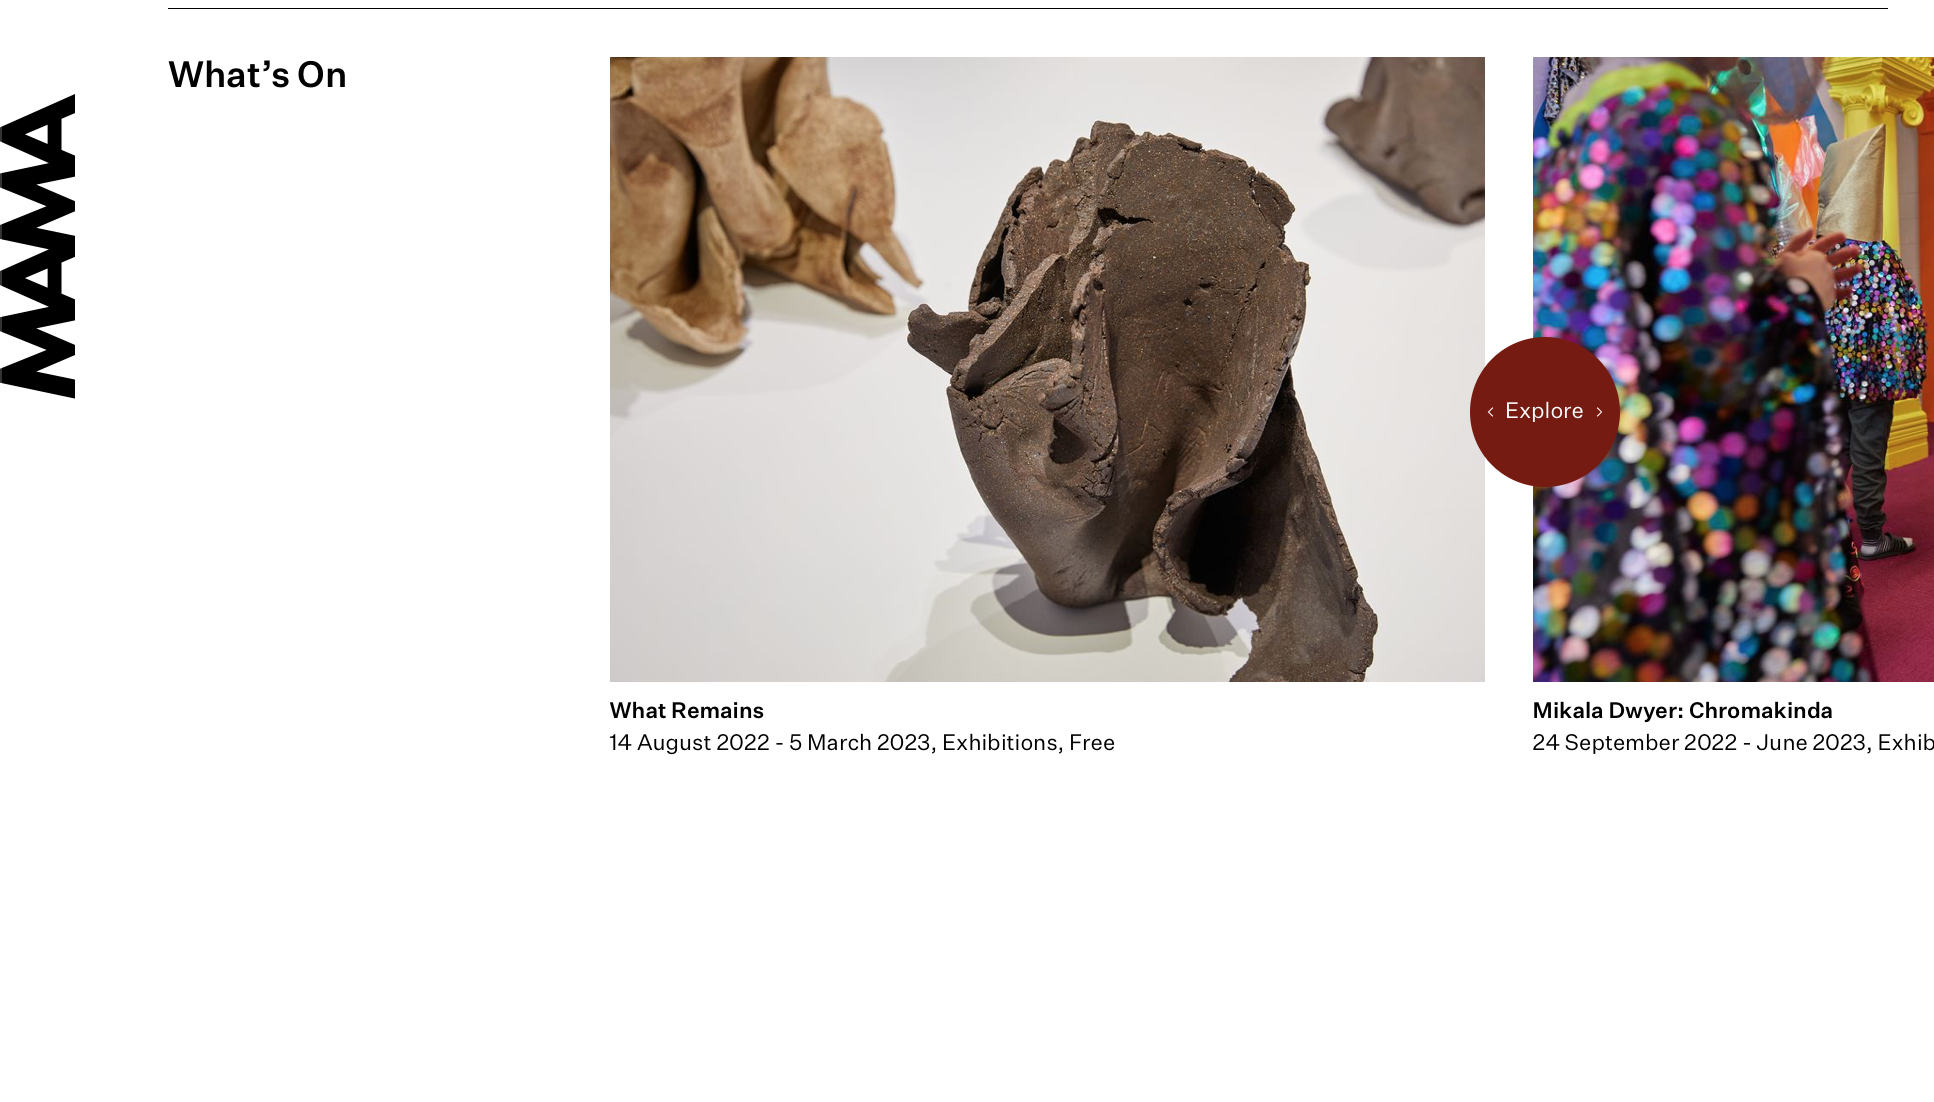 MAMA
What’s On
‹ Explore ›
What Remains
14 August 2022 - 5 March 2023, Exhibitions, Free
Mikala Dwyer: Chromakinda
24 September 2022 - June 2023, Exhib